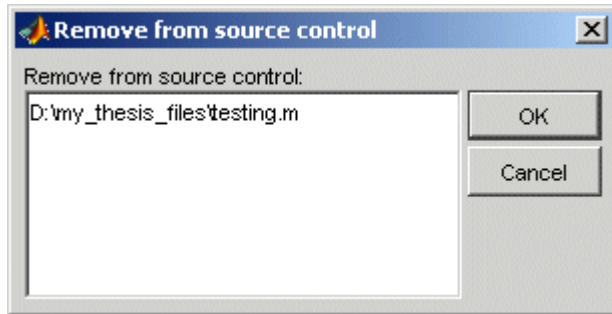 Remove from source control
Remove from source control:
D:\my_thesis_files\testing.m
OK
Cancel